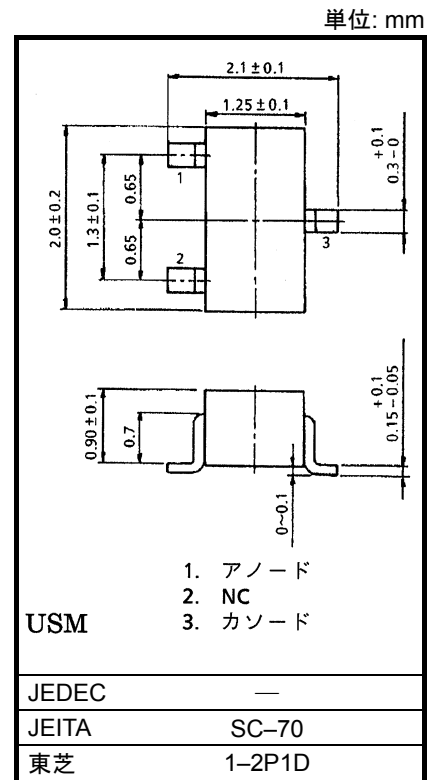 単位: mm
2.1±0.1
1.25±0.1
+0.1
0.3-0
2.0±0.2
1.3±0.1
0.65
0.65
1
2
3
0.90±0.1
0.7
+0.1
0.15-0.05
0~0.1
1. アノード
2. NC
3. カソード
USM
JEDEC —
JEITA SC–70
東芝 1–2P1D